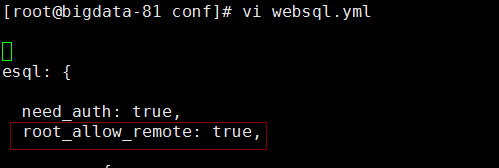 [root@bigdata-81 conf]# vi websql.yml
esql: {
need_auth: true,
root_allow_remote: true,